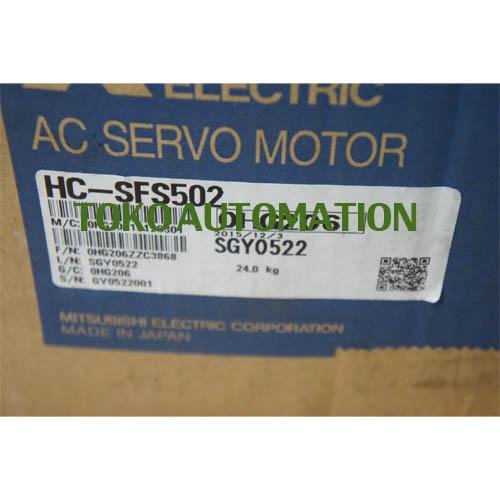 ELECTRIC
AC SERVO MOTOR
HC-SFS502
TOKO AUTOMATION
M/C:
2015/12/3
F/N: 0HG206ZZC3868
SGY0522
L/N: SGY0522
24.0 kg
G/C: 0HG206
S/N: GY0522001
MITSUBISHI ELECTRIC CORPORATION
MADE IN JAPAN